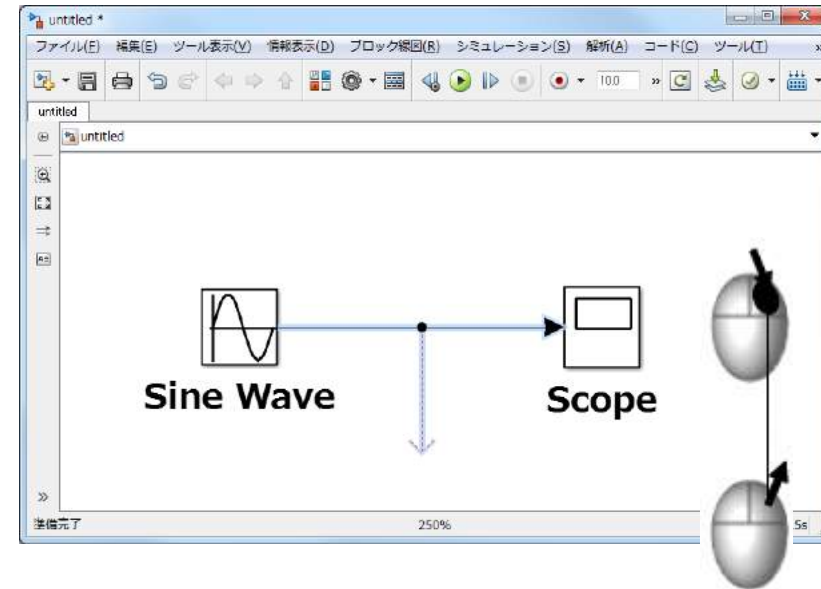 untitled *
ファイル(F) 編集(E) ツール表示(V) 情報表示(D) ブロック線図(R) シミュレーション(S) 解析(A) コード(C) ツール(T) »
10.0 »
untitled
untitled
Sine Wave
Scope
»
準備完了 250% 5s